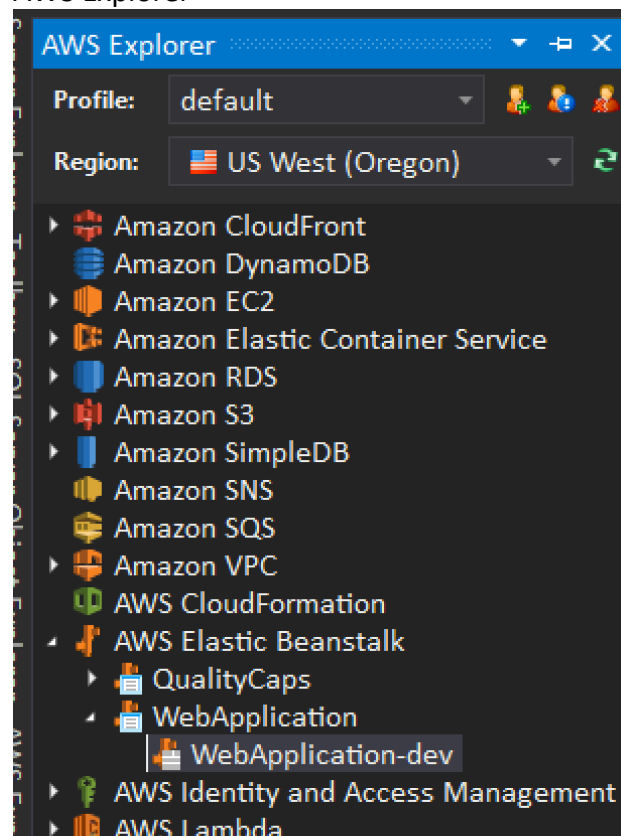 AWS Explorer
AWS Explorer
Profile: default
Region: US West (Oregon)
Amazon CloudFront
Amazon DynamoDB
Amazon EC2
Amazon Elastic Container Service
Amazon RDS
Amazon S3
Amazon SimpleDB
Amazon SNS
Amazon SQS
Amazon VPC
AWS CloudFormation
AWS Elastic Beanstalk
QualityCaps
WebApplication
WebApplication-dev
AWS Identity and Access Management
AWS Lambda